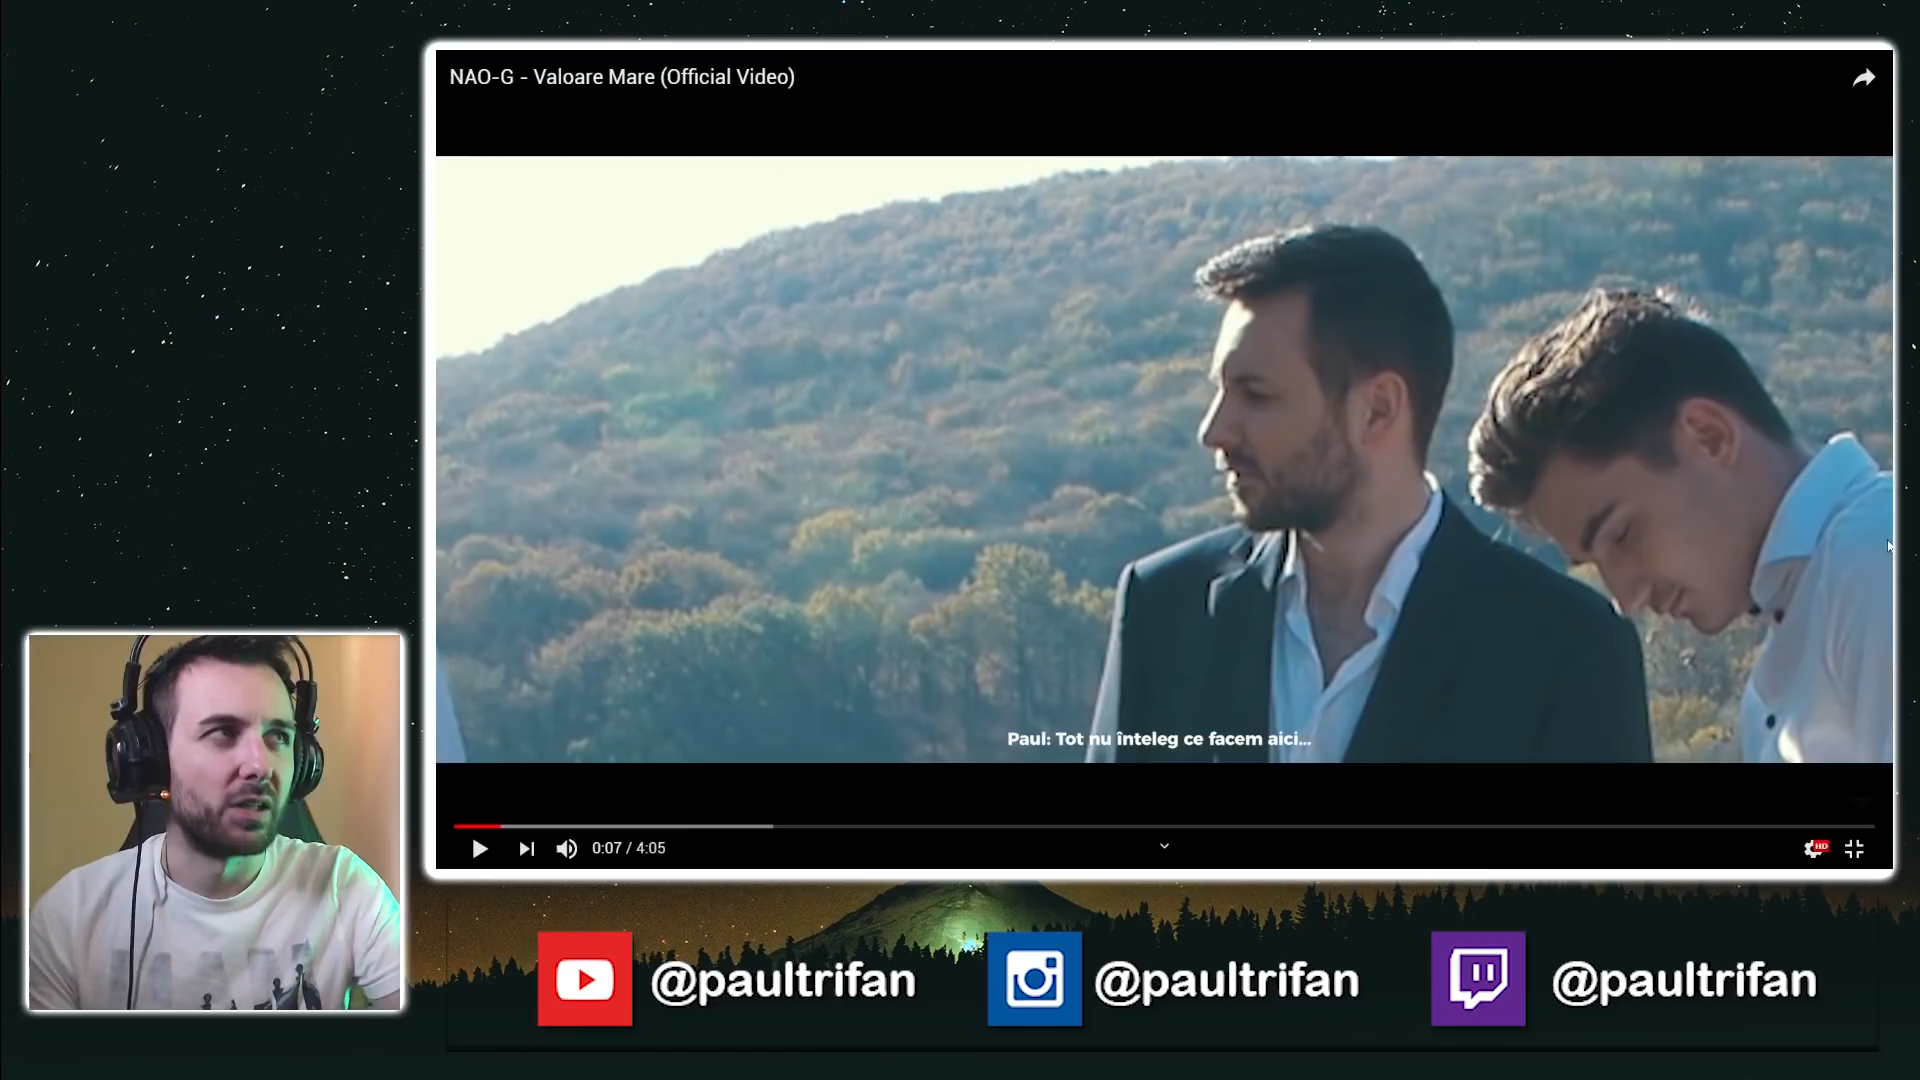 NAO-G - Valoare Mare (Official Video)
Paul: Tot nu înteleg ce facem aici...
0:07 / 4:05
HD
@paultrifan
@paultrifan
@paultrifan